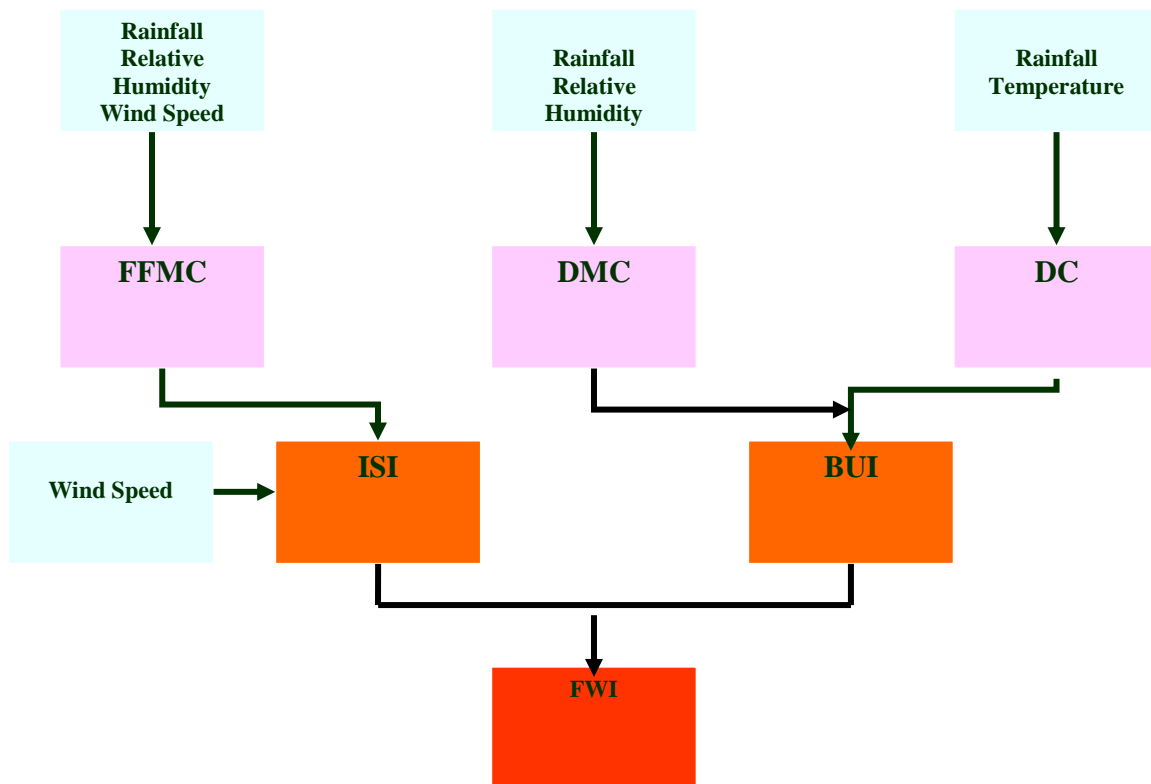 Rainfall
Relative
Humidity
Wind Speed
Rainfall
Relative
Humidity
Rainfall
Temperature
FFMC
DMC
DC
Wind Speed
ISI
BUI
FWI